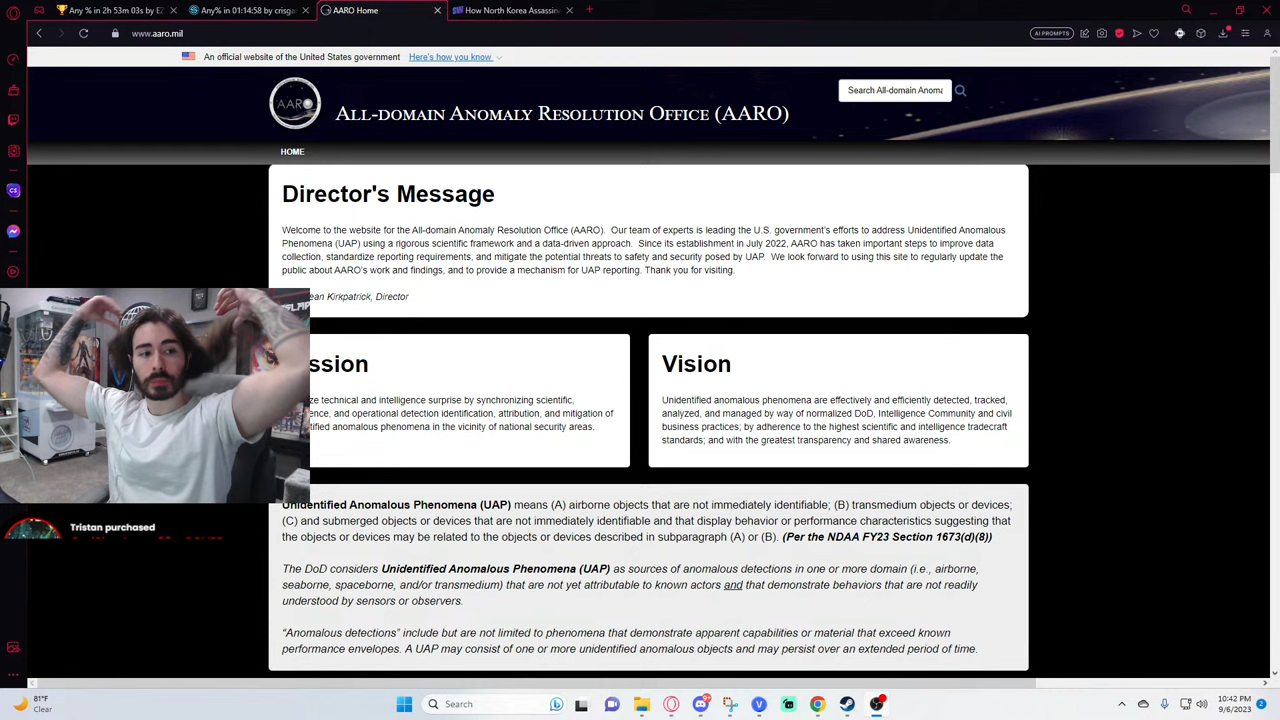 Any % in 2h 53m 03s by EZ
Any% in 01:14:58 by crisgar
AARO Home
How North Korea Assassina
www.aaro.mil
AI PROMPTS
An official website of the United States government Here's how you know
AARO
ALL-DOMAIN ANOMALY RESOLUTION OFFICE (AARO)
Search All-domain Anoma
HOME
Director's Message
Welcome to the website for the All-domain Anomaly Resolution Office (AARO). Our team of experts is leading the U.S. government's efforts to address Unidentified Anomalous
Phenomena (UAP) using a rigorous scientific framework and a data-driven approach. Since its establishment in July 2022, AARO has taken important steps to improve data
collection, standardize reporting requirements, and mitigate the potential threats to safety and security posed by UAP. We look forward to using this site to regularly update the
public about AARO's work and findings, and to provide a mechanism for UAP reporting. Thank you for visiting.
ean Kirkpatrick, Director
ssion
ze technical and intelligence surprise by synchronizing scientific,
ence, and operational detection identification, attribution, and mitigation of
tified anomalous phenomena in the vicinity of national security areas.
Vision
Unidentified anomalous phenomena are effectively and efficiently detected, tracked,
analyzed, and managed by way of normalized DoD, Intelligence Community and civil
business practices; by adherence to the highest scientific and intelligence tradecraft
standards; and with the greatest transparency and shared awareness.
Unidentified Anomalous Phenomena (UAP) means (A) airborne objects that are not immediately identifiable; (B) transmedium objects or devices;
(C) and submerged objects or devices that are not immediately identifiable and that display behavior or performance characteristics suggesting that
the objects or devices may be related to the objects or devices described in subparagraph (A) or (B). (Per the NDAA FY23 Section 1673(d)(8))
The DoD considers Unidentified Anomalous Phenomena (UAP) as sources of anomalous detections in one or more domain (i.e., airborne,
seaborne, spaceborne, and/or transmedium) that are not yet attributable to known actors and that demonstrate behaviors that are not readily
understood by sensors or observers.
“Anomalous detections” include but are not limited to phenomena that demonstrate apparent capabilities or material that exceed known
performance envelopes. A UAP may consist of one or more unidentified anomalous objects and may persist over an extended period of time.
Tristan purchased
81°F
Clear
Search
10:42 PM
9/6/2023